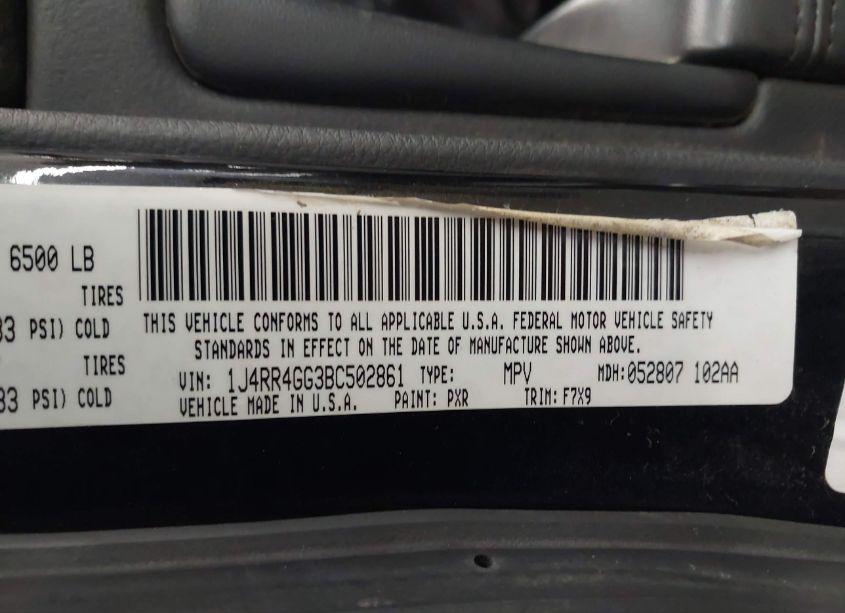 6500 LB
TIRES
33 PSI) COLD
TIRES
33 PSI) COLD
THIS VEHICLE CONFORMS TO ALL APPLICABLE U.S.A. FEDERAL MOTOR VEHICLE SAFETY
STANDARDS IN EFFECT ON THE DATE OF MANUFACTURE SHOWN ABOVE.
VIN: 1J4RR4GG3BC502861 TYPE: MPV MDH:052807 102AA
VEHICLE MADE IN U.S.A. PAINT: PXR TRIM: F7X9